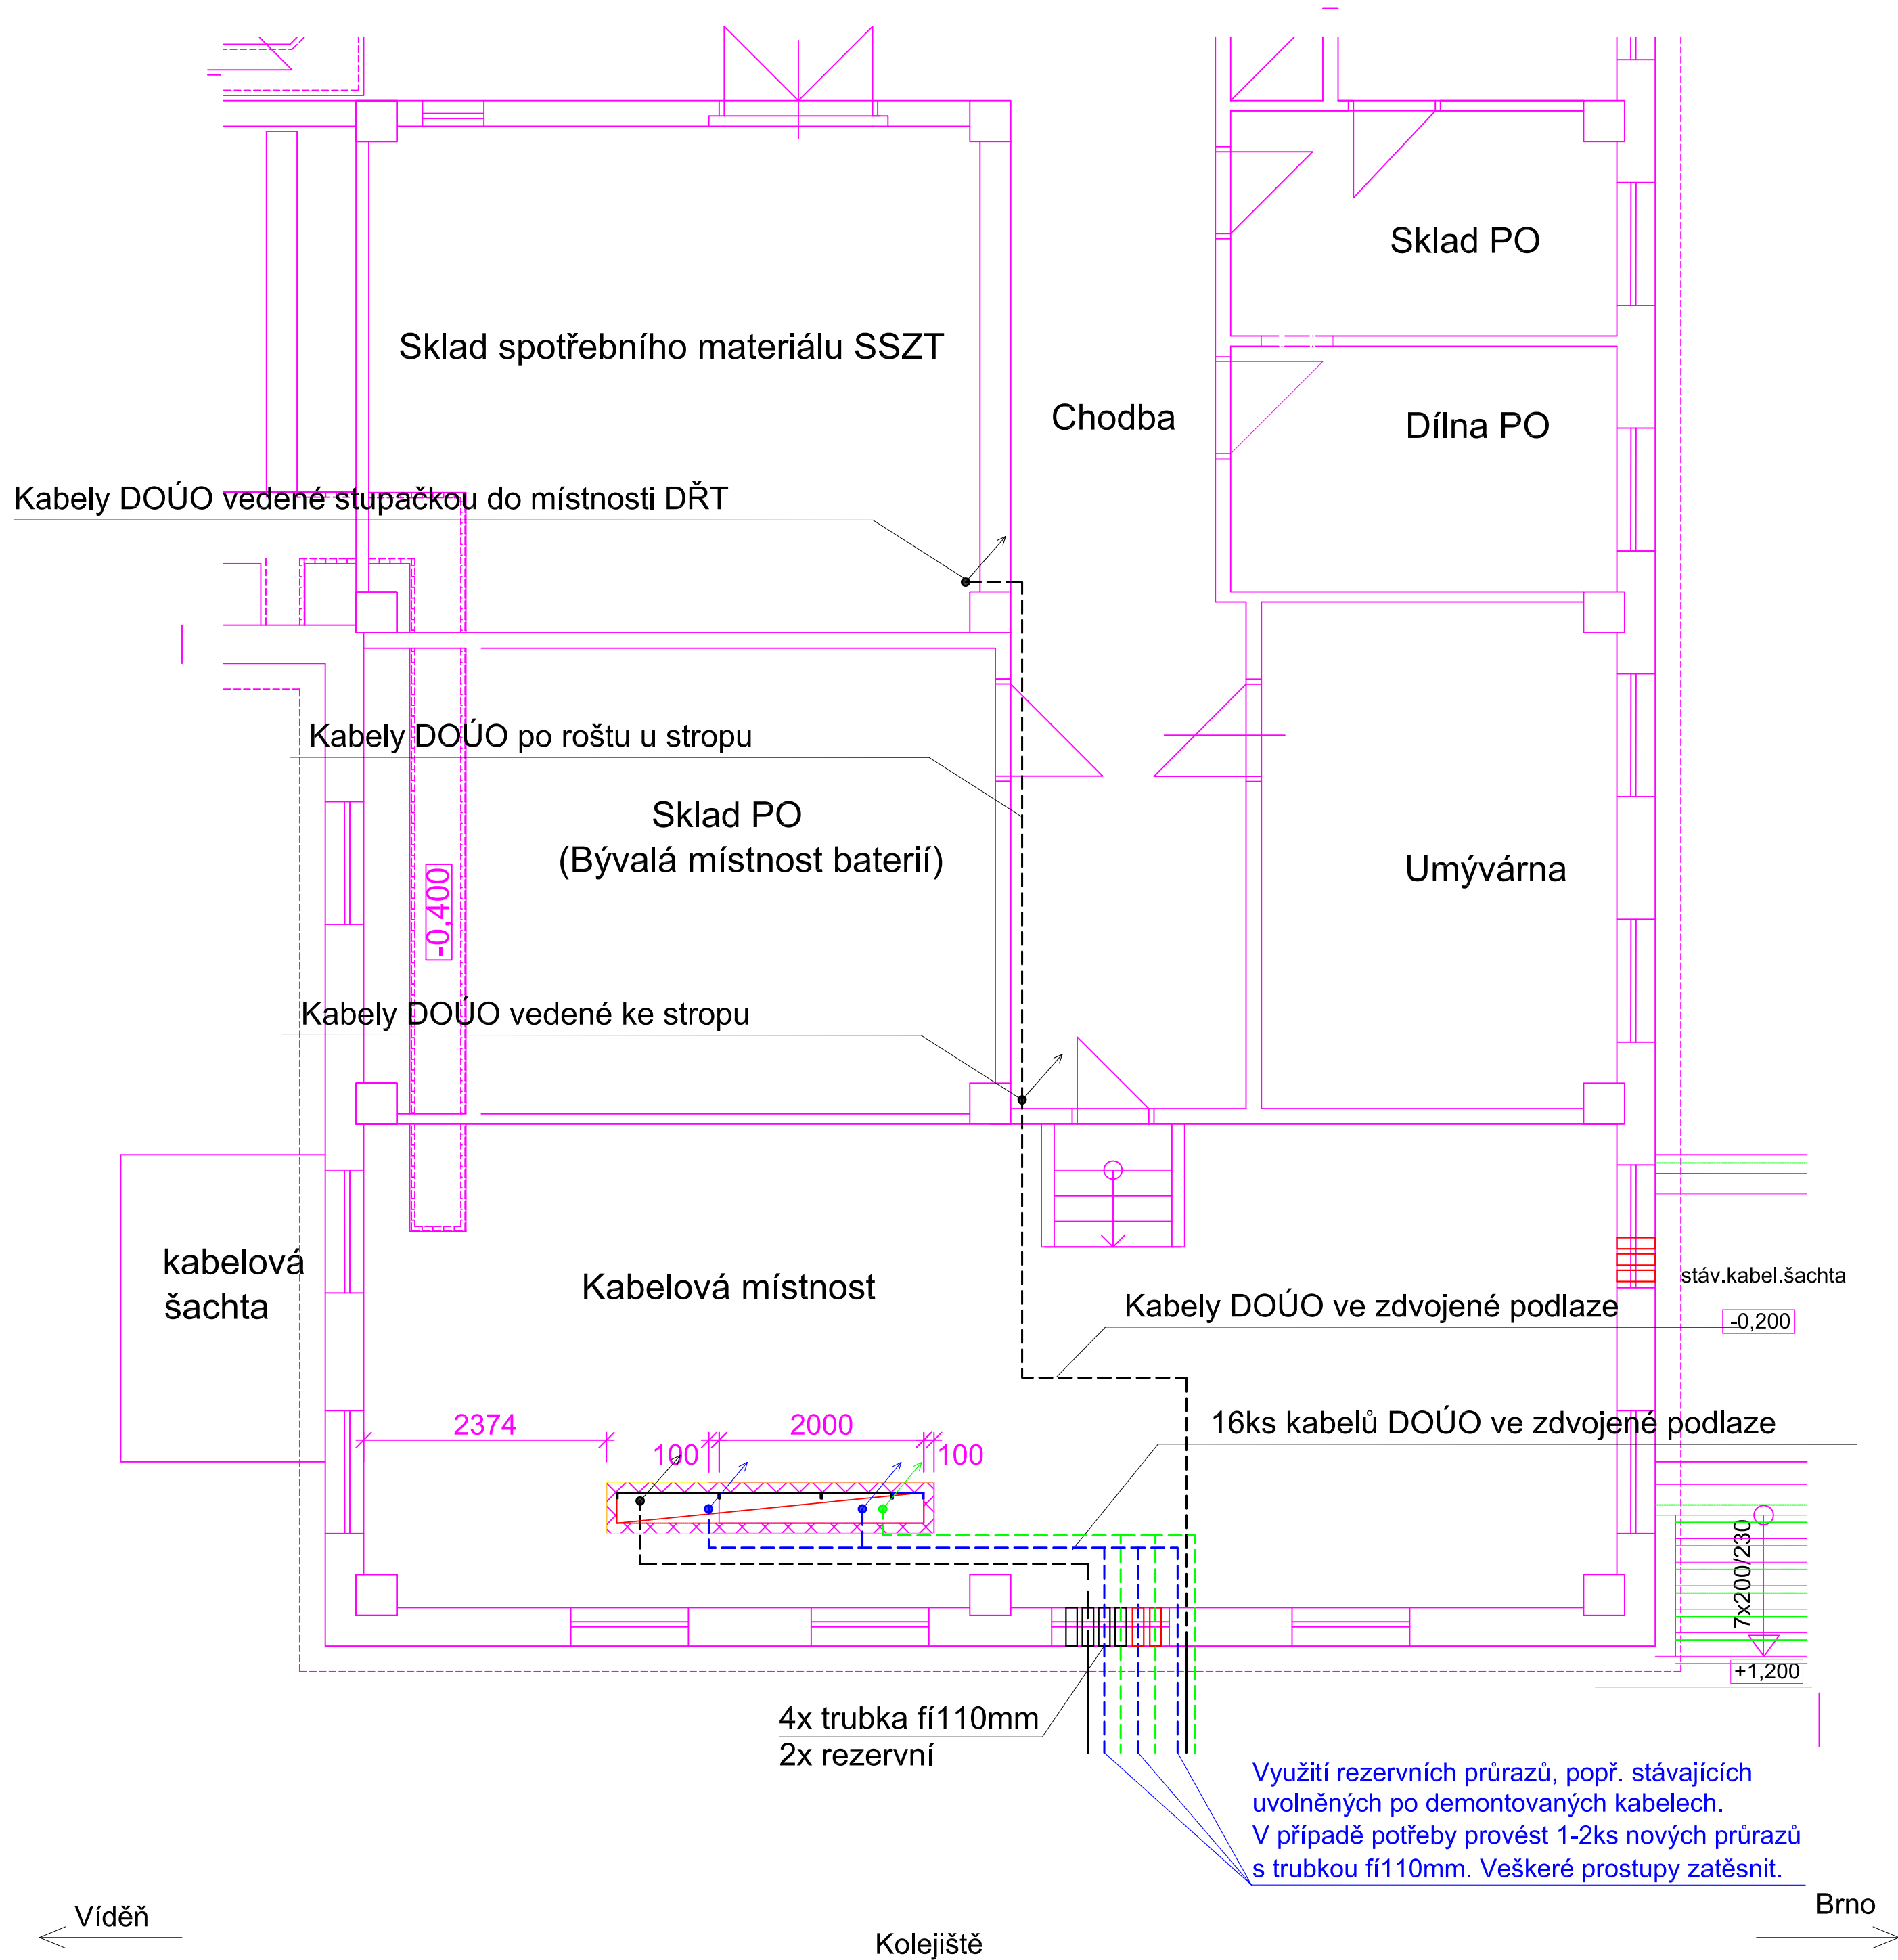 Sklad PO
Sklad spotřebního materiálu SSZT
Chodba
Dílna PO
Kabely DOÚO vedené stupačkou do místnosti DŘT
Kabely DOÚO po roštu u stropu
Sklad PO
(Bývalá místnost baterií)
Umývárna
-0,400
Kabely DOÚO vedené ke stropu
kabelová
šachta
Kabelová místnost
stáv.kabel.šachta
Kabely DOÚO ve zdvojené podlaze
-0,200
2374
100
2000
100
16ks kabelů DOÚO ve zdvojené podlaze
7x200/230
+1,200
4x trubka fí110mm
2x rezervní
Využití rezervních průrazů, popř. stávajících
uvolněných po demontovaných kabelech.
V případě potřeby provést 1-2ks nových průrazů
s trubkou fí110mm. Veškeré prostupy zatěsnit.
Víděň
Kolejiště
Brno